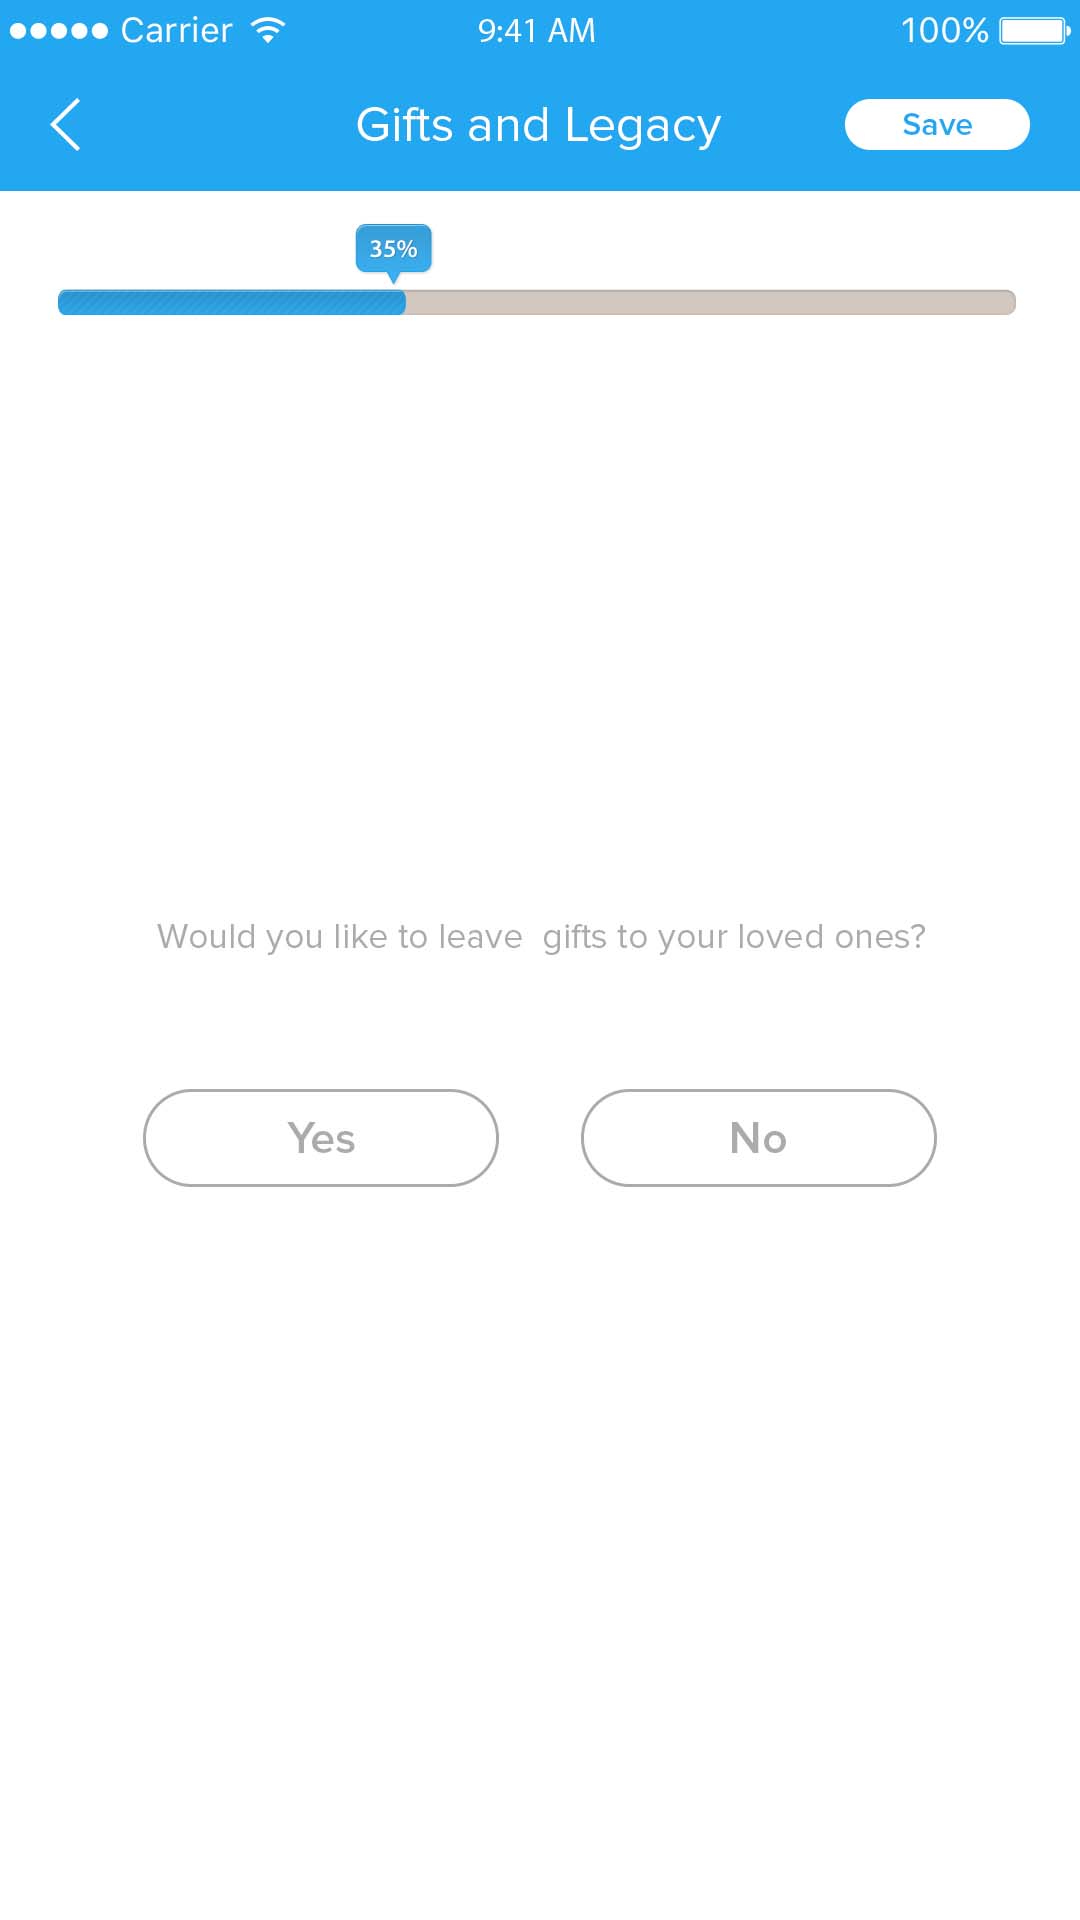 Carrier 9:41 AM 100%
Gifts and Legacy Save
35%
Would you like to leave  gifts to your loved ones?
Yes No